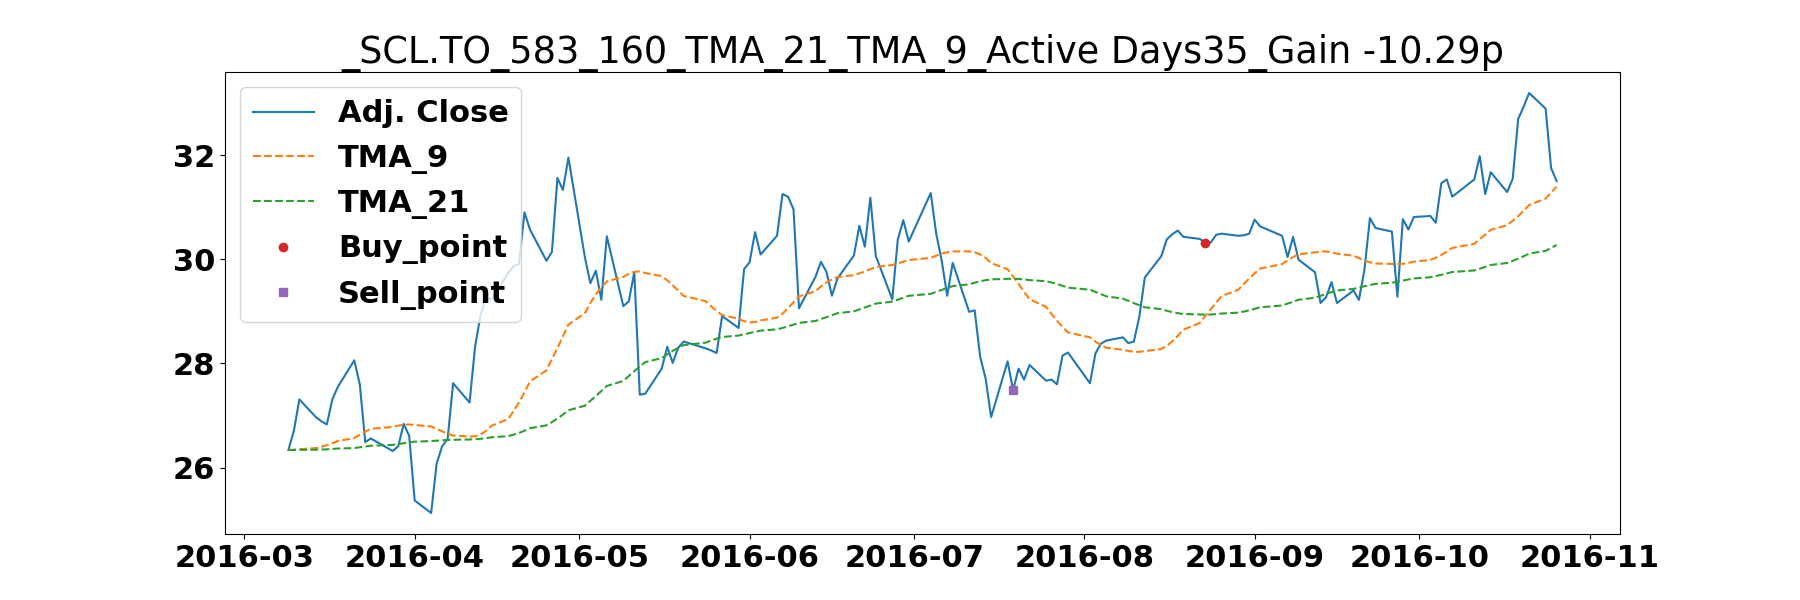 _SCL.TO_583_160_TMA_21_TMA_9_Active Days35_Gain -10.29p
Adj. Close
TMA_9
TMA_21
Buy_point
Sell_point
32
30
28
26
2016-03 2016-04 2016-05 2016-06 2016-07 2016-08 2016-09 2016-10 2016-11